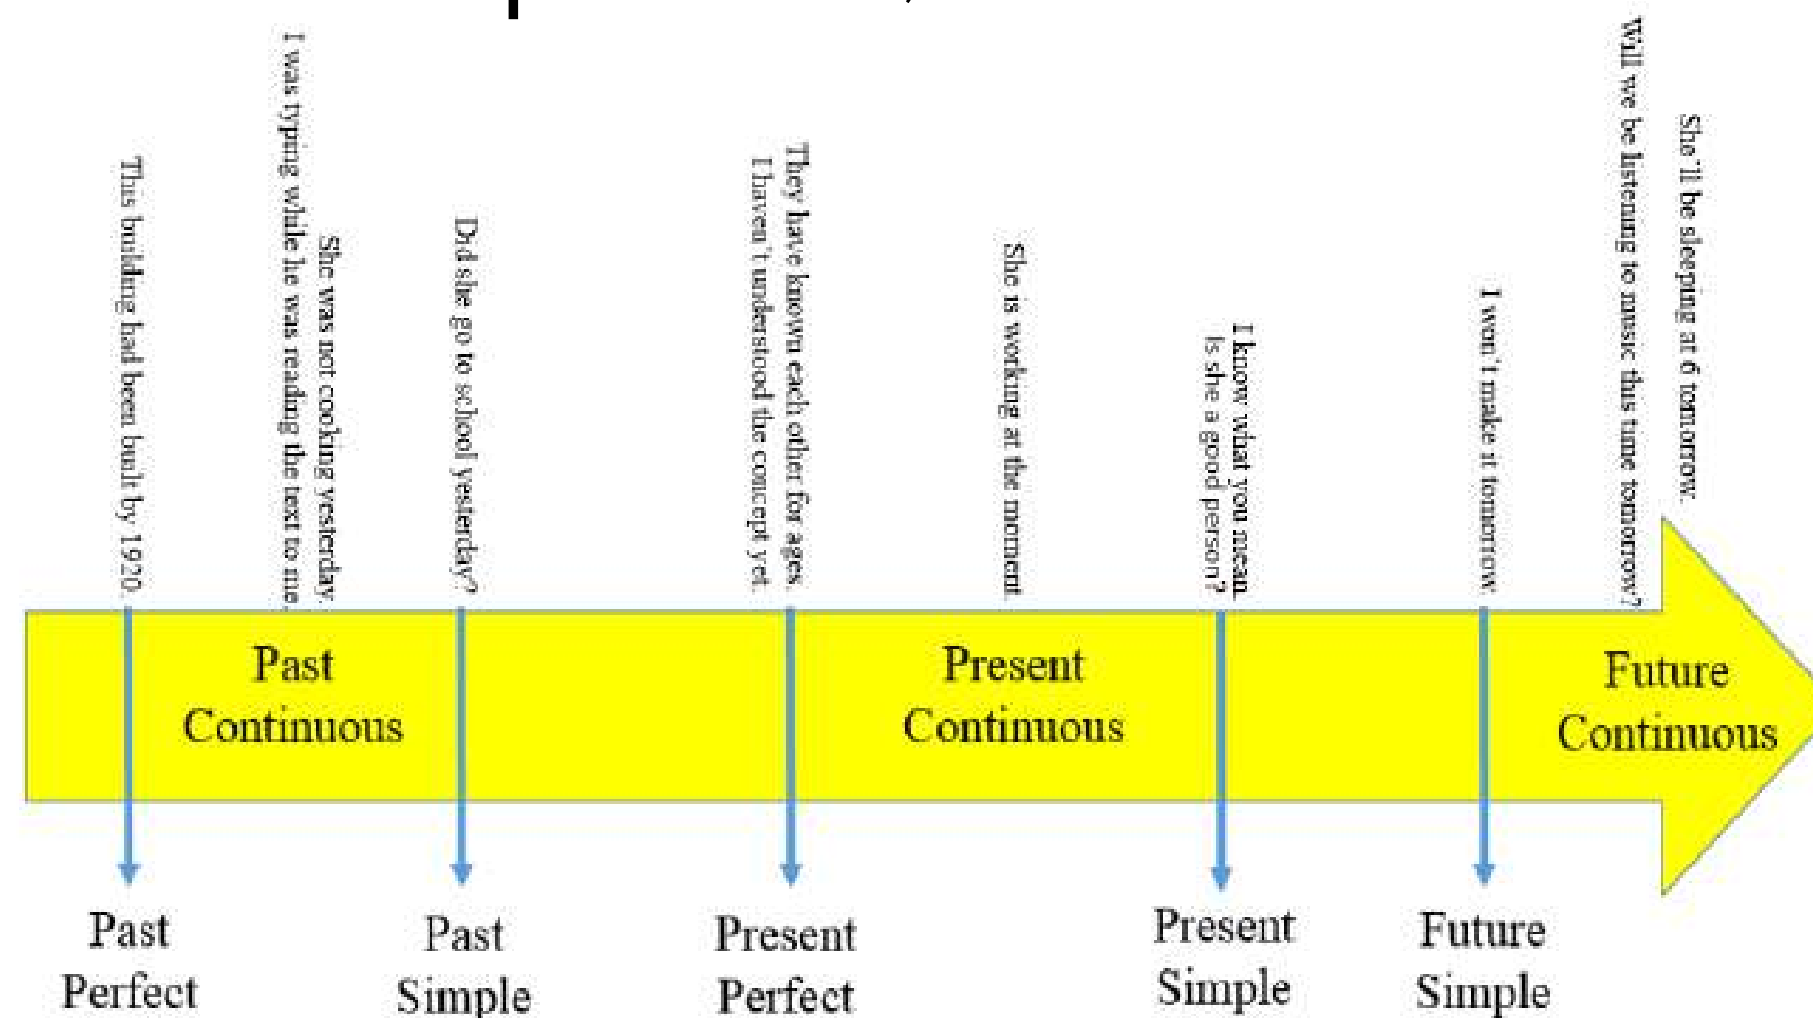 This building had been built by 1920.
I was typing while he was reading the text to me.
She was not cooking yesterday.
Did she go to school yesterday?
They have known each other for ages.
I haven't understood the concept yet.
She is working at the moment
I know what you mean.
Is she a good person?
I won't make it tomorrow.
Will we be listening to music this time tomorrow?
She'll be sleeping at 6 tomorrow.
Past
Continuous
Present
Continuous
Future
Continuous
Past
Perfect
Past
Simple
Present
Perfect
Present
Simple
Future
Simple